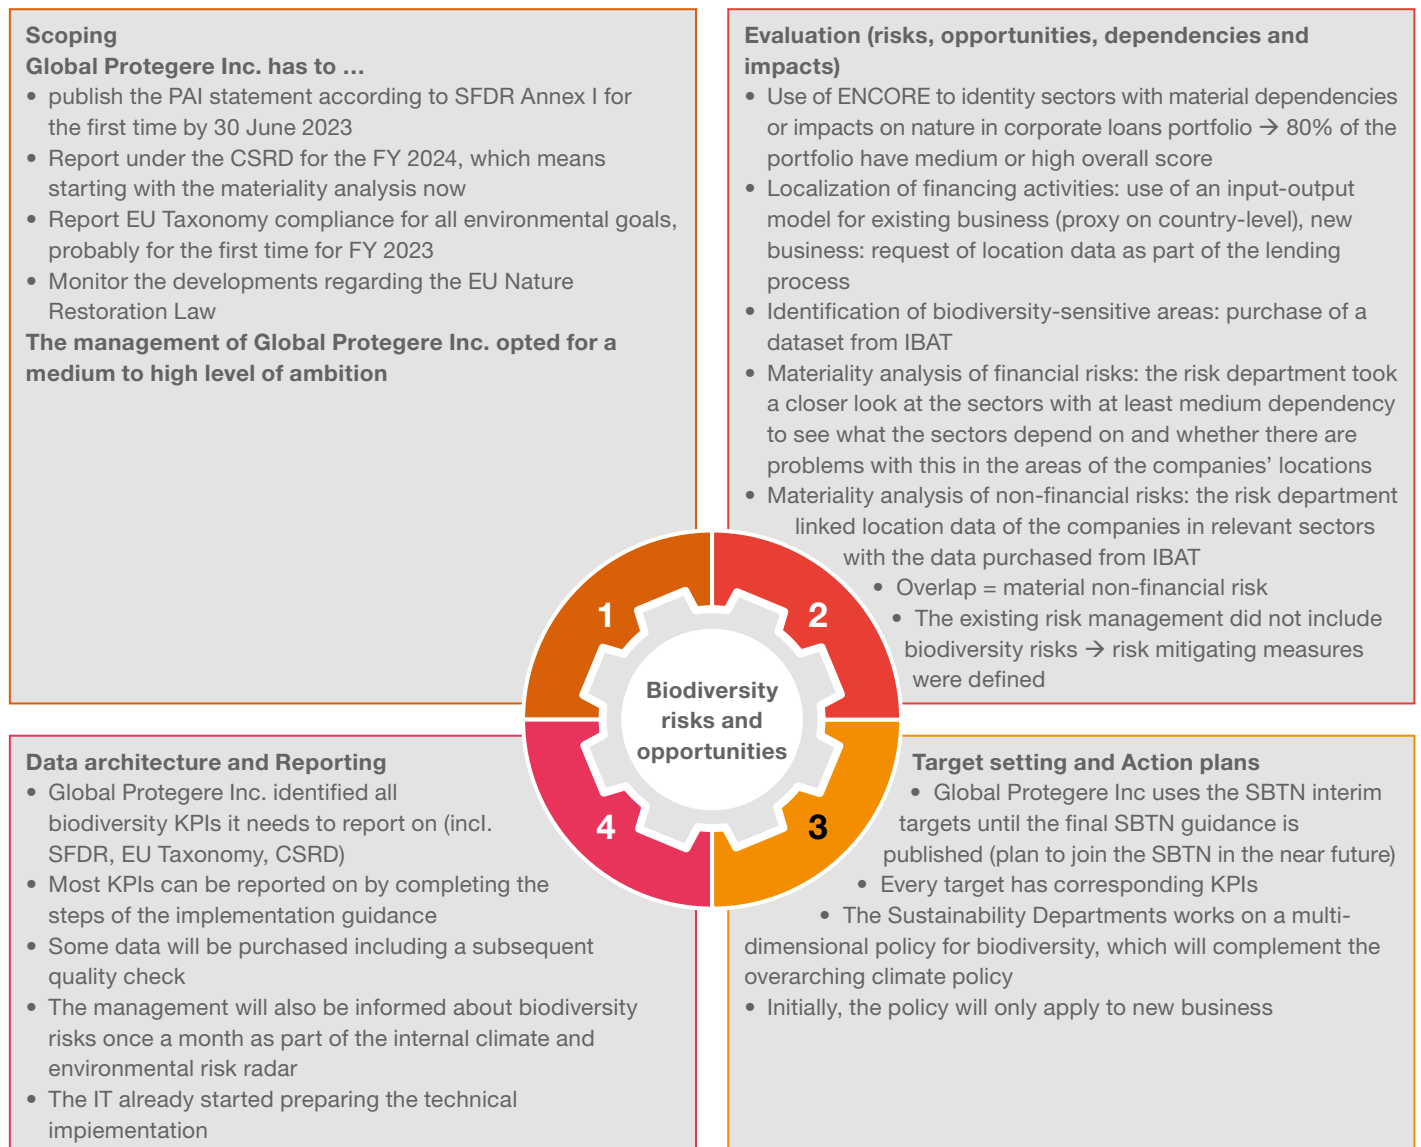 Scoping
Global Protegere Inc. has to …
• publish the PAI statement according to SFDR Annex I for
the first time by 30 June 2023
• Report under the CSRD for the FY 2024, which means
starting with the materiality analysis now
• Report EU Taxonomy compliance for all environmental goals,
probably for the first time for FY 2023
• Monitor the developments regarding the EU Nature
Restoration Law
The management of Global Protegere Inc. opted for a
medium to high level of ambition
Evaluation (risks, opportunities, dependencies and
impacts)
• Use of ENCORE to identity sectors with material dependencies
or impacts on nature in corporate loans portfolio → 80% of the
portfolio have medium or high overall score
• Localization of financing activities: use of an input-output
model for existing business (proxy on country-level), new
business: request of location data as part of the lending
process
• Identification of biodiversity-sensitive areas: purchase of a
dataset from IBAT
• Materiality analysis of financial risks: the risk department took
a closer look at the sectors with at least medium dependency
to see what the sectors depend on and whether there are
problems with this in the areas of the companies’ locations
• Materiality analysis of non-financial risks: the risk department
linked location data of the companies in relevant sectors
with the data purchased from IBAT
• Overlap = material non-financial risk
• The existing risk management did not include
biodiversity risks → risk mitigating measures
were defined
1
2
Biodiversity
risks and
opportunities
4
3
Data architecture and Reporting
• Global Protegere Inc. identified all
biodiversity KPIs it needs to report on (incl.
SFDR, EU Taxonomy, CSRD)
• Most KPIs can be reported on by completing the
steps of the implementation guidance
• Some data will be purchased including a subsequent
quality check
• The management will also be informed about biodiversity
risks once a month as part of the internal climate and
environmental risk radar
• The IT already started preparing the technical
impiementation
Target setting and Action plans
• Global Protegere Inc uses the SBTN interim
targets until the final SBTN guidance is
published (plan to join the SBTN in the near future)
• Every target has corresponding KPIs
• The Sustainability Departments works on a multi-
dimensional policy for biodiversity, which will complement the
overarching climate policy
• Initially, the policy will only apply to new business